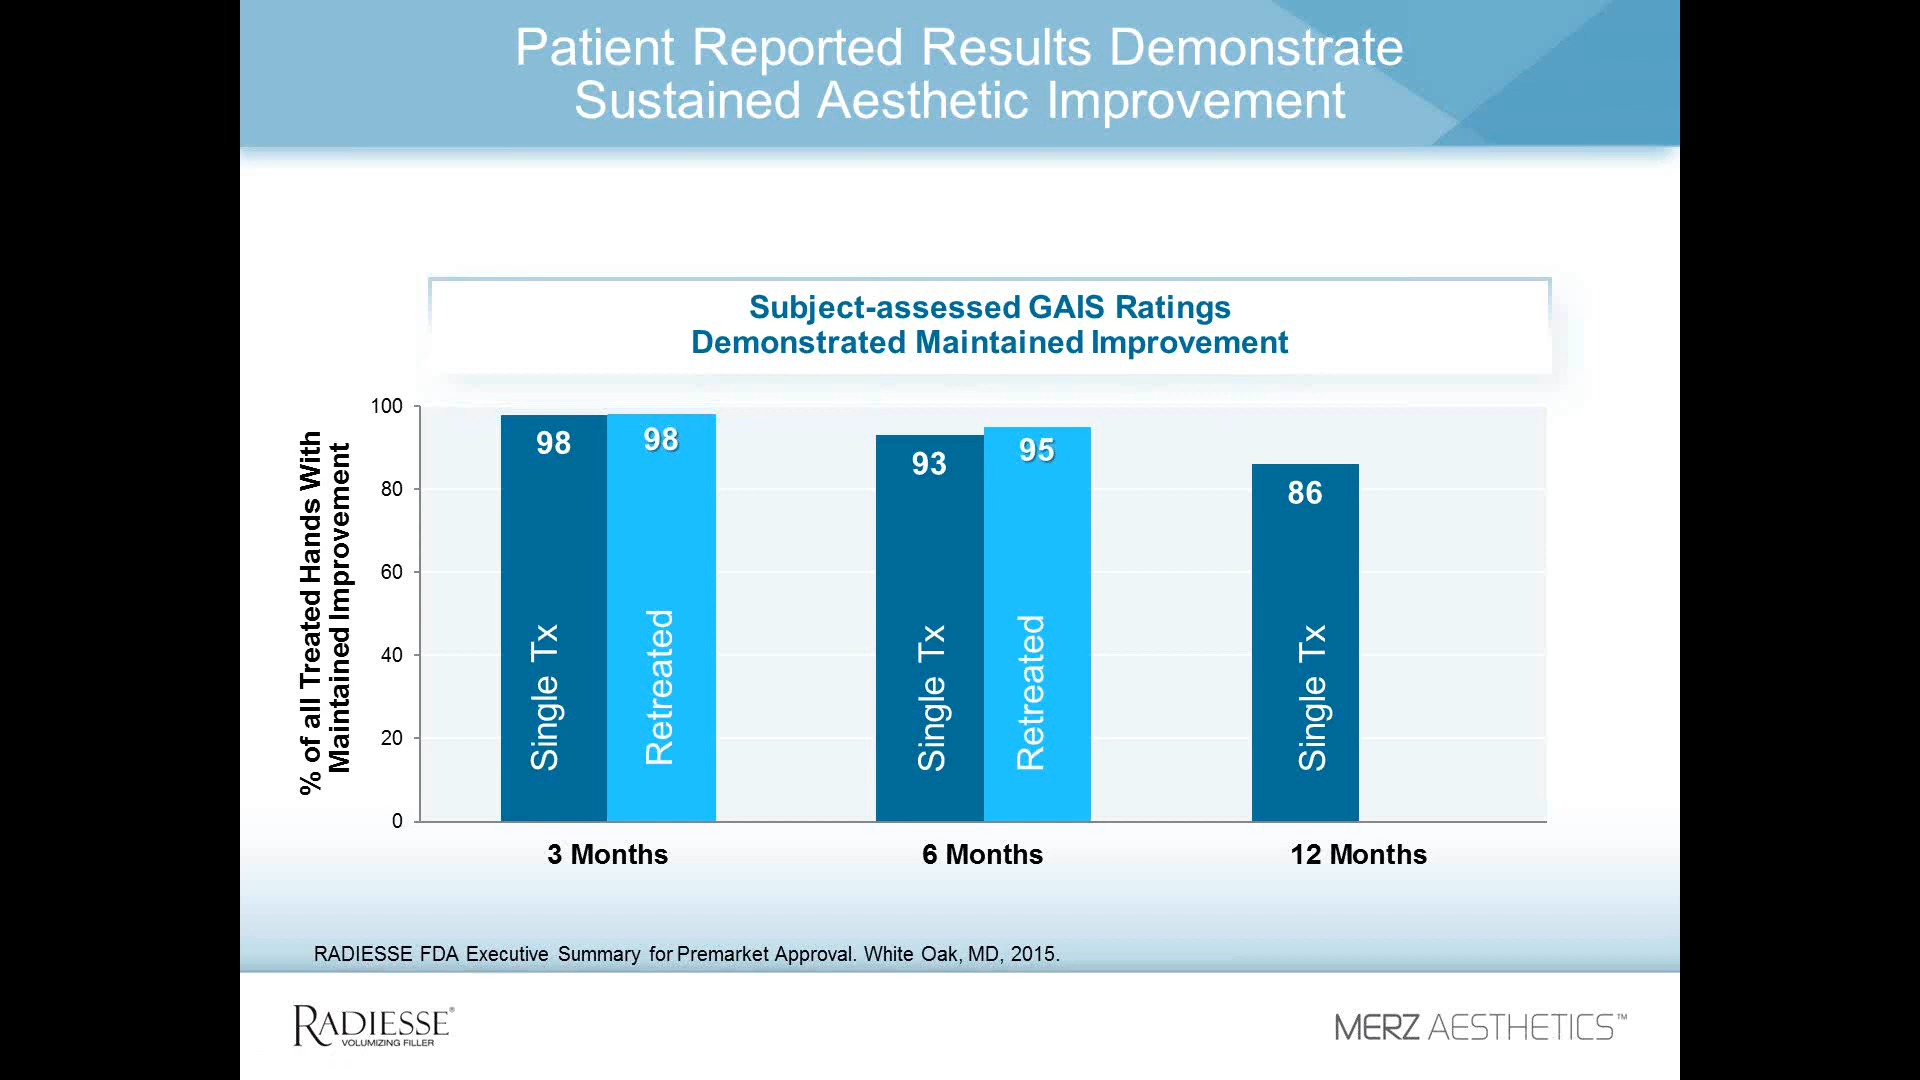 Patient Reported Results Demonstrate
Sustained Aesthetic Improvement
Subject-assessed GAIS Ratings
Demonstrated Maintained Improvement
% of all Treated Hands With
Maintained Improvement
100
80
60
40
20
0
98
98
93
95
86
Single Tx
Retreated
Single Tx
Retreated
Single Tx
3 Months
6 Months
12 Months
RADIESSE FDA Executive Summary for Premarket Approval. White Oak, MD, 2015.
RADIESSE®
VOLUMIZING FILLER
MERZ AESTHETICS™